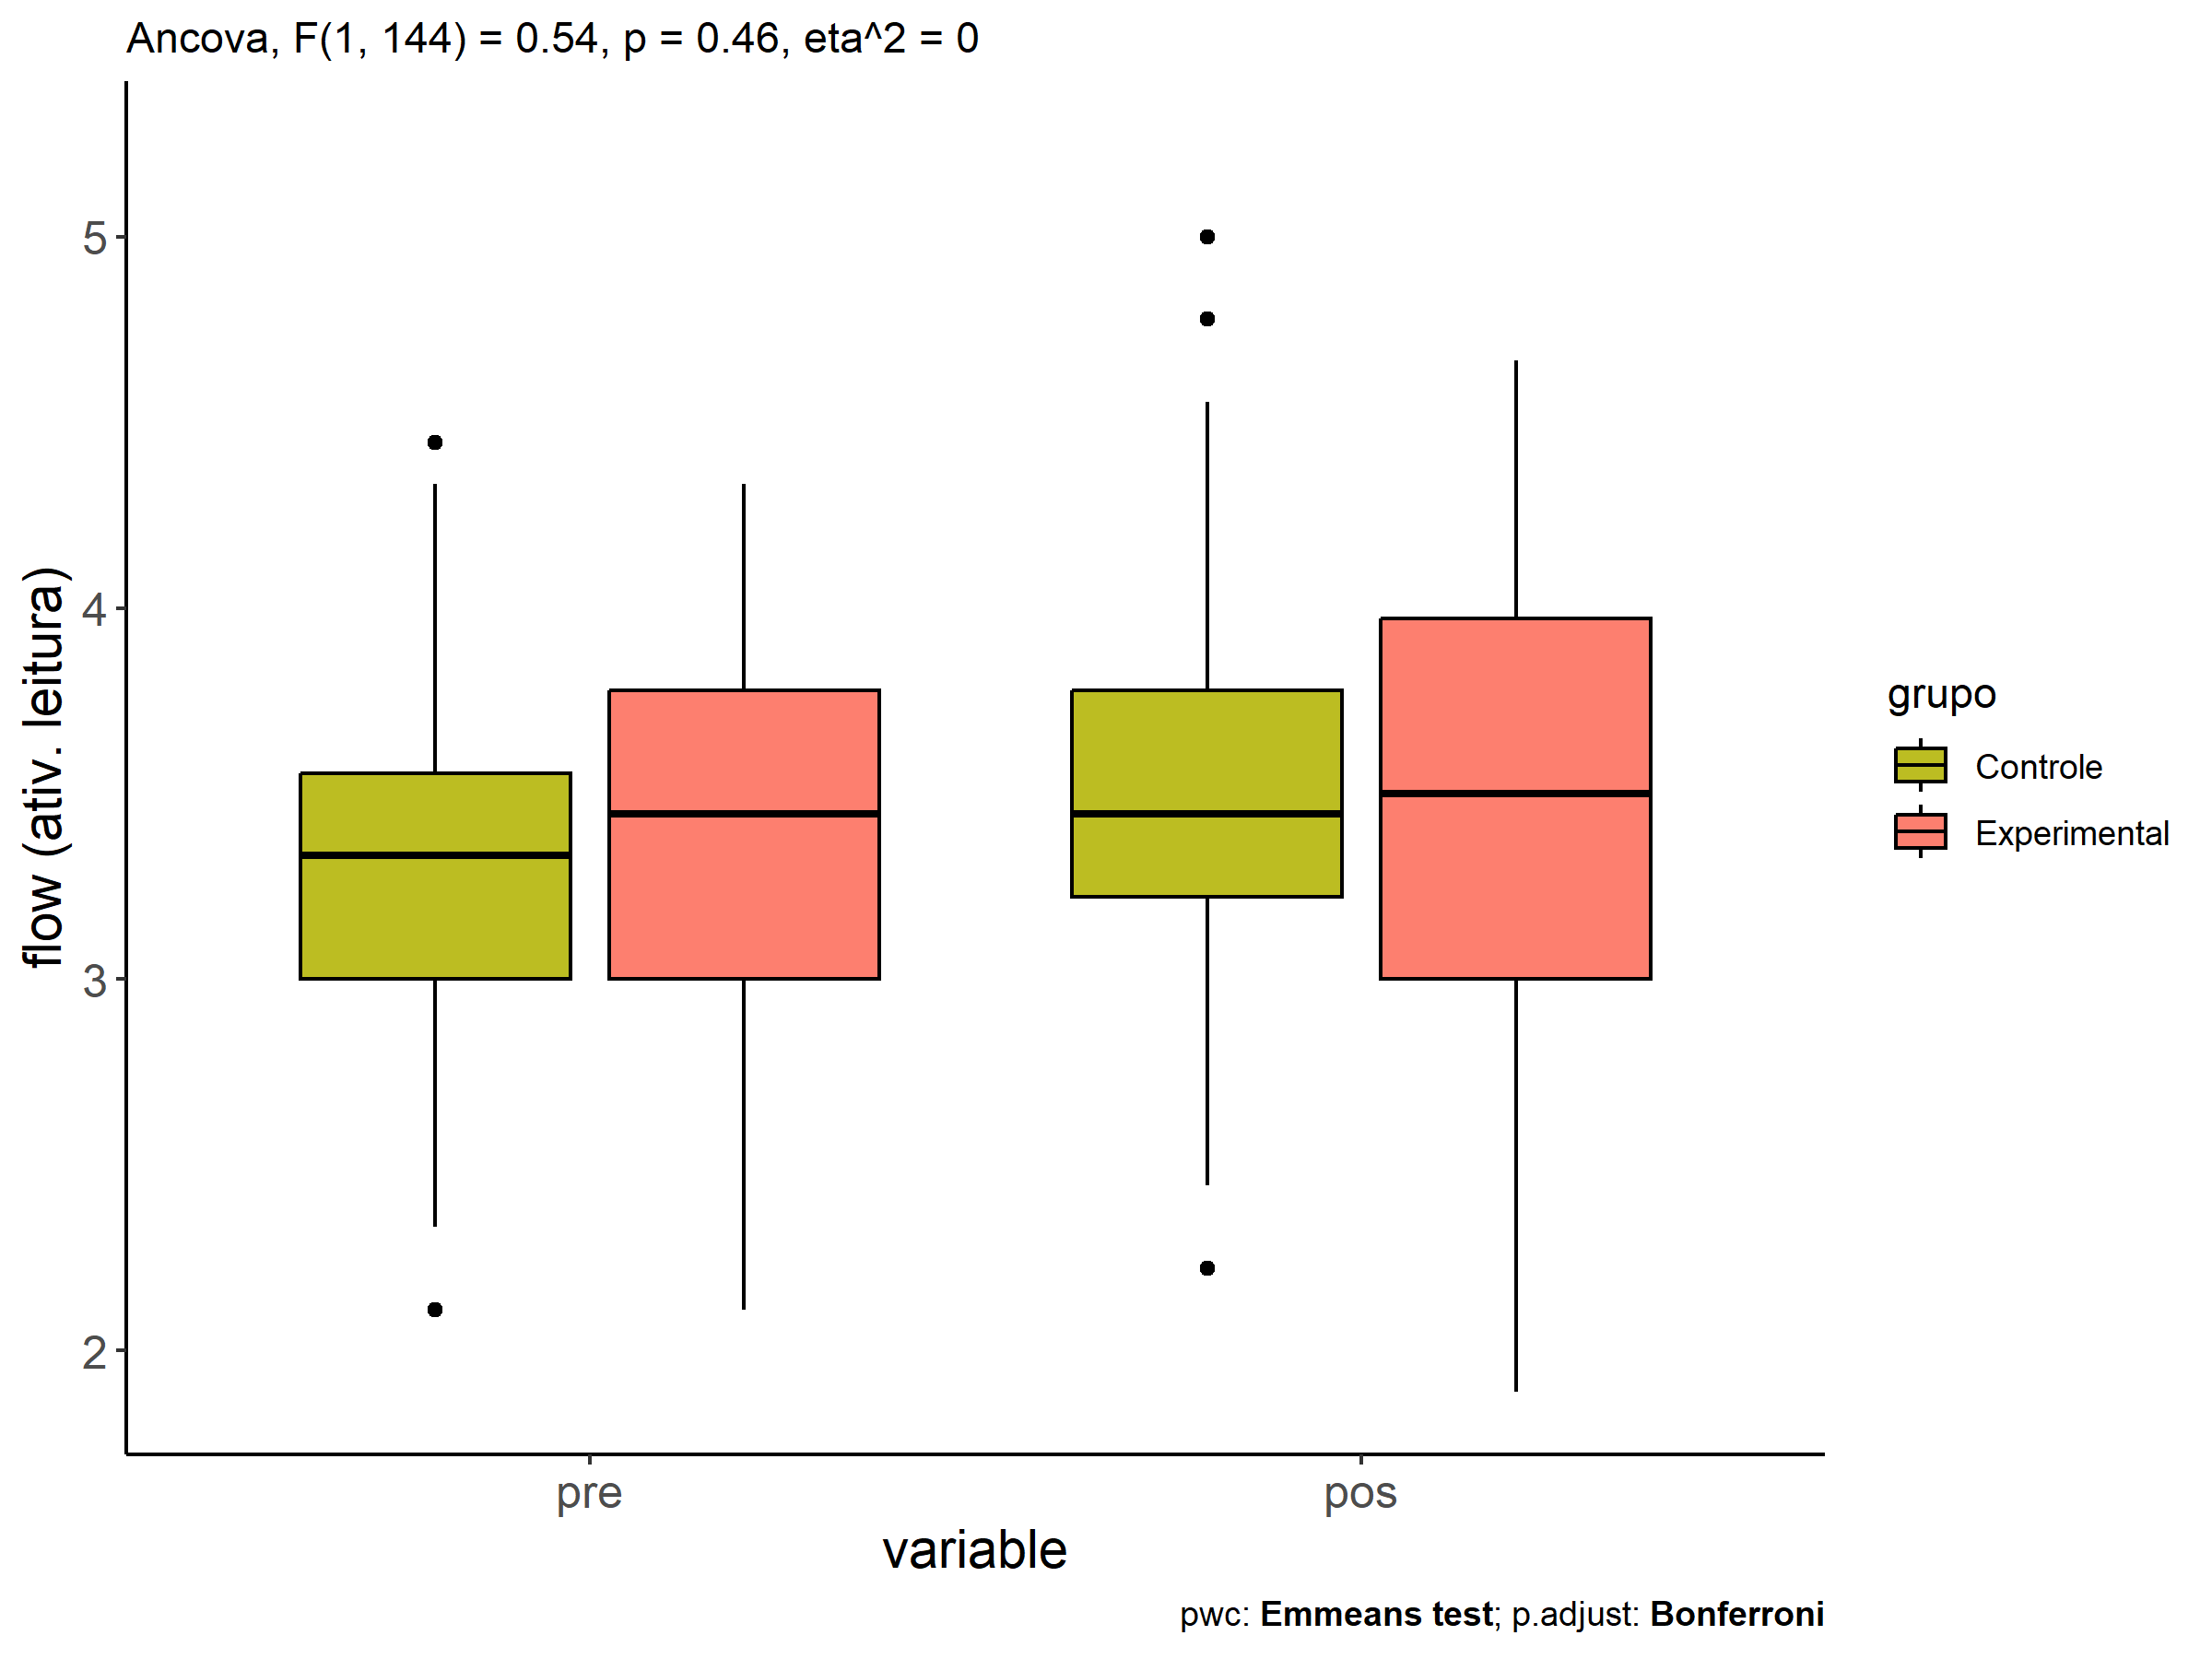 Ancova, F(1, 144) = 0.54, p = 0.46, eta^2 = 0
flow (ativ. leitura)
5
4
3
2
pre
pos
variable
grupo
Controle
Experimental
pwc: Emmeans test; p.adjust: Bonferroni